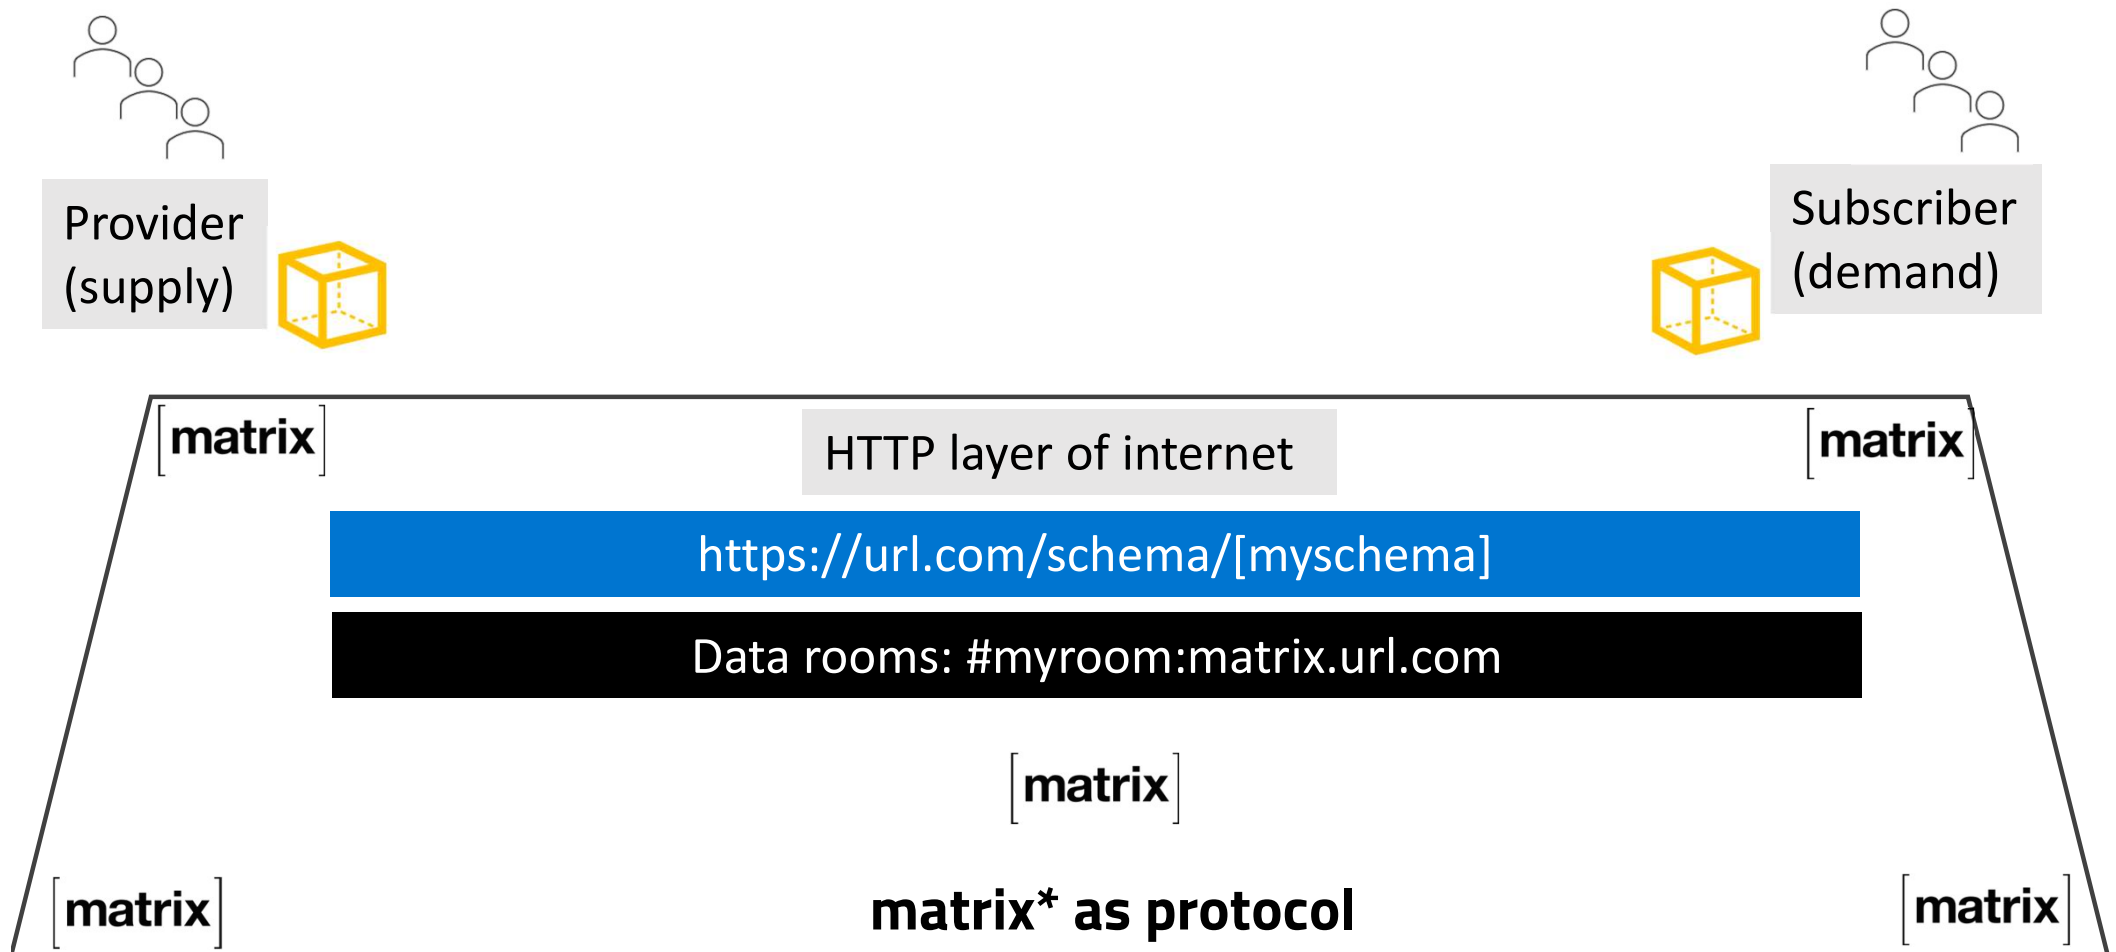 Provider
(supply)
Subscriber
(demand)
[matrix]
HTTP layer of internet
[matrix]
https://url.com/schema/[myschema]
Data rooms: #myroom:matrix.url.com
[matrix]
[matrix]
matrix* as protocol
[matrix]